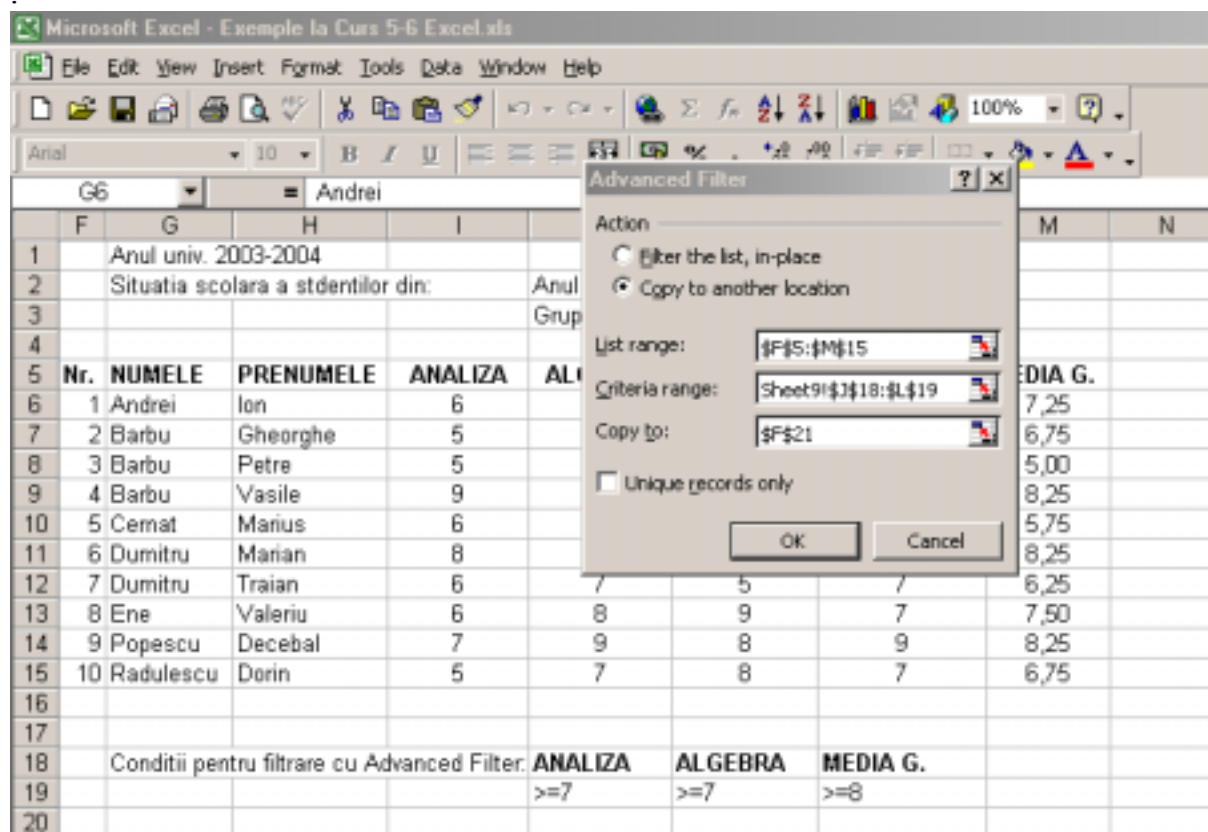 Microsoft Excel - Exemple la Curs 5-6 Excel.xls
File Edit View Insert Format Tools Data Window Help
100%
Arial 10 B I U
G6 = Andrei
Advanced Filter
Action
Filter the list, in-place
Copy to another location
List range: $F$5:$M$15
Criteria range: Sheet9!$J$18:$L$19
Copy to: $F$21
Unique records only
OK Cancel
F G H I M N
1 Anul univ. 2003-2004
2 Situatia scolara a stdentilor din: Anul
3 Grup
4
5 Nr. NUMELE PRENUMELE ANALIZA EDIA G.
6 1 Andrei Ion 6 7,25
7 2 Barbu Gheorghe 5 6,75
8 3 Barbu Petre 5 5,00
9 4 Barbu Vasile 9 8,25
10 5 Cernat Marius 6 5,75
11 6 Dumitru Marian 8 8,25
12 7 Dumitru Traian 6 7 5 7 6,25
13 8 Ene Valeriu 6 8 9 7 7,50
14 9 Popescu Decebal 7 9 8 9 8,25
15 10 Radulescu Dorin 5 7 8 7 6,75
16
17
18 Conditii pentru filtrare cu Advanced Filter: ANALIZA ALGEBRA MEDIA G.
19 >=7 >=7 >=8
20